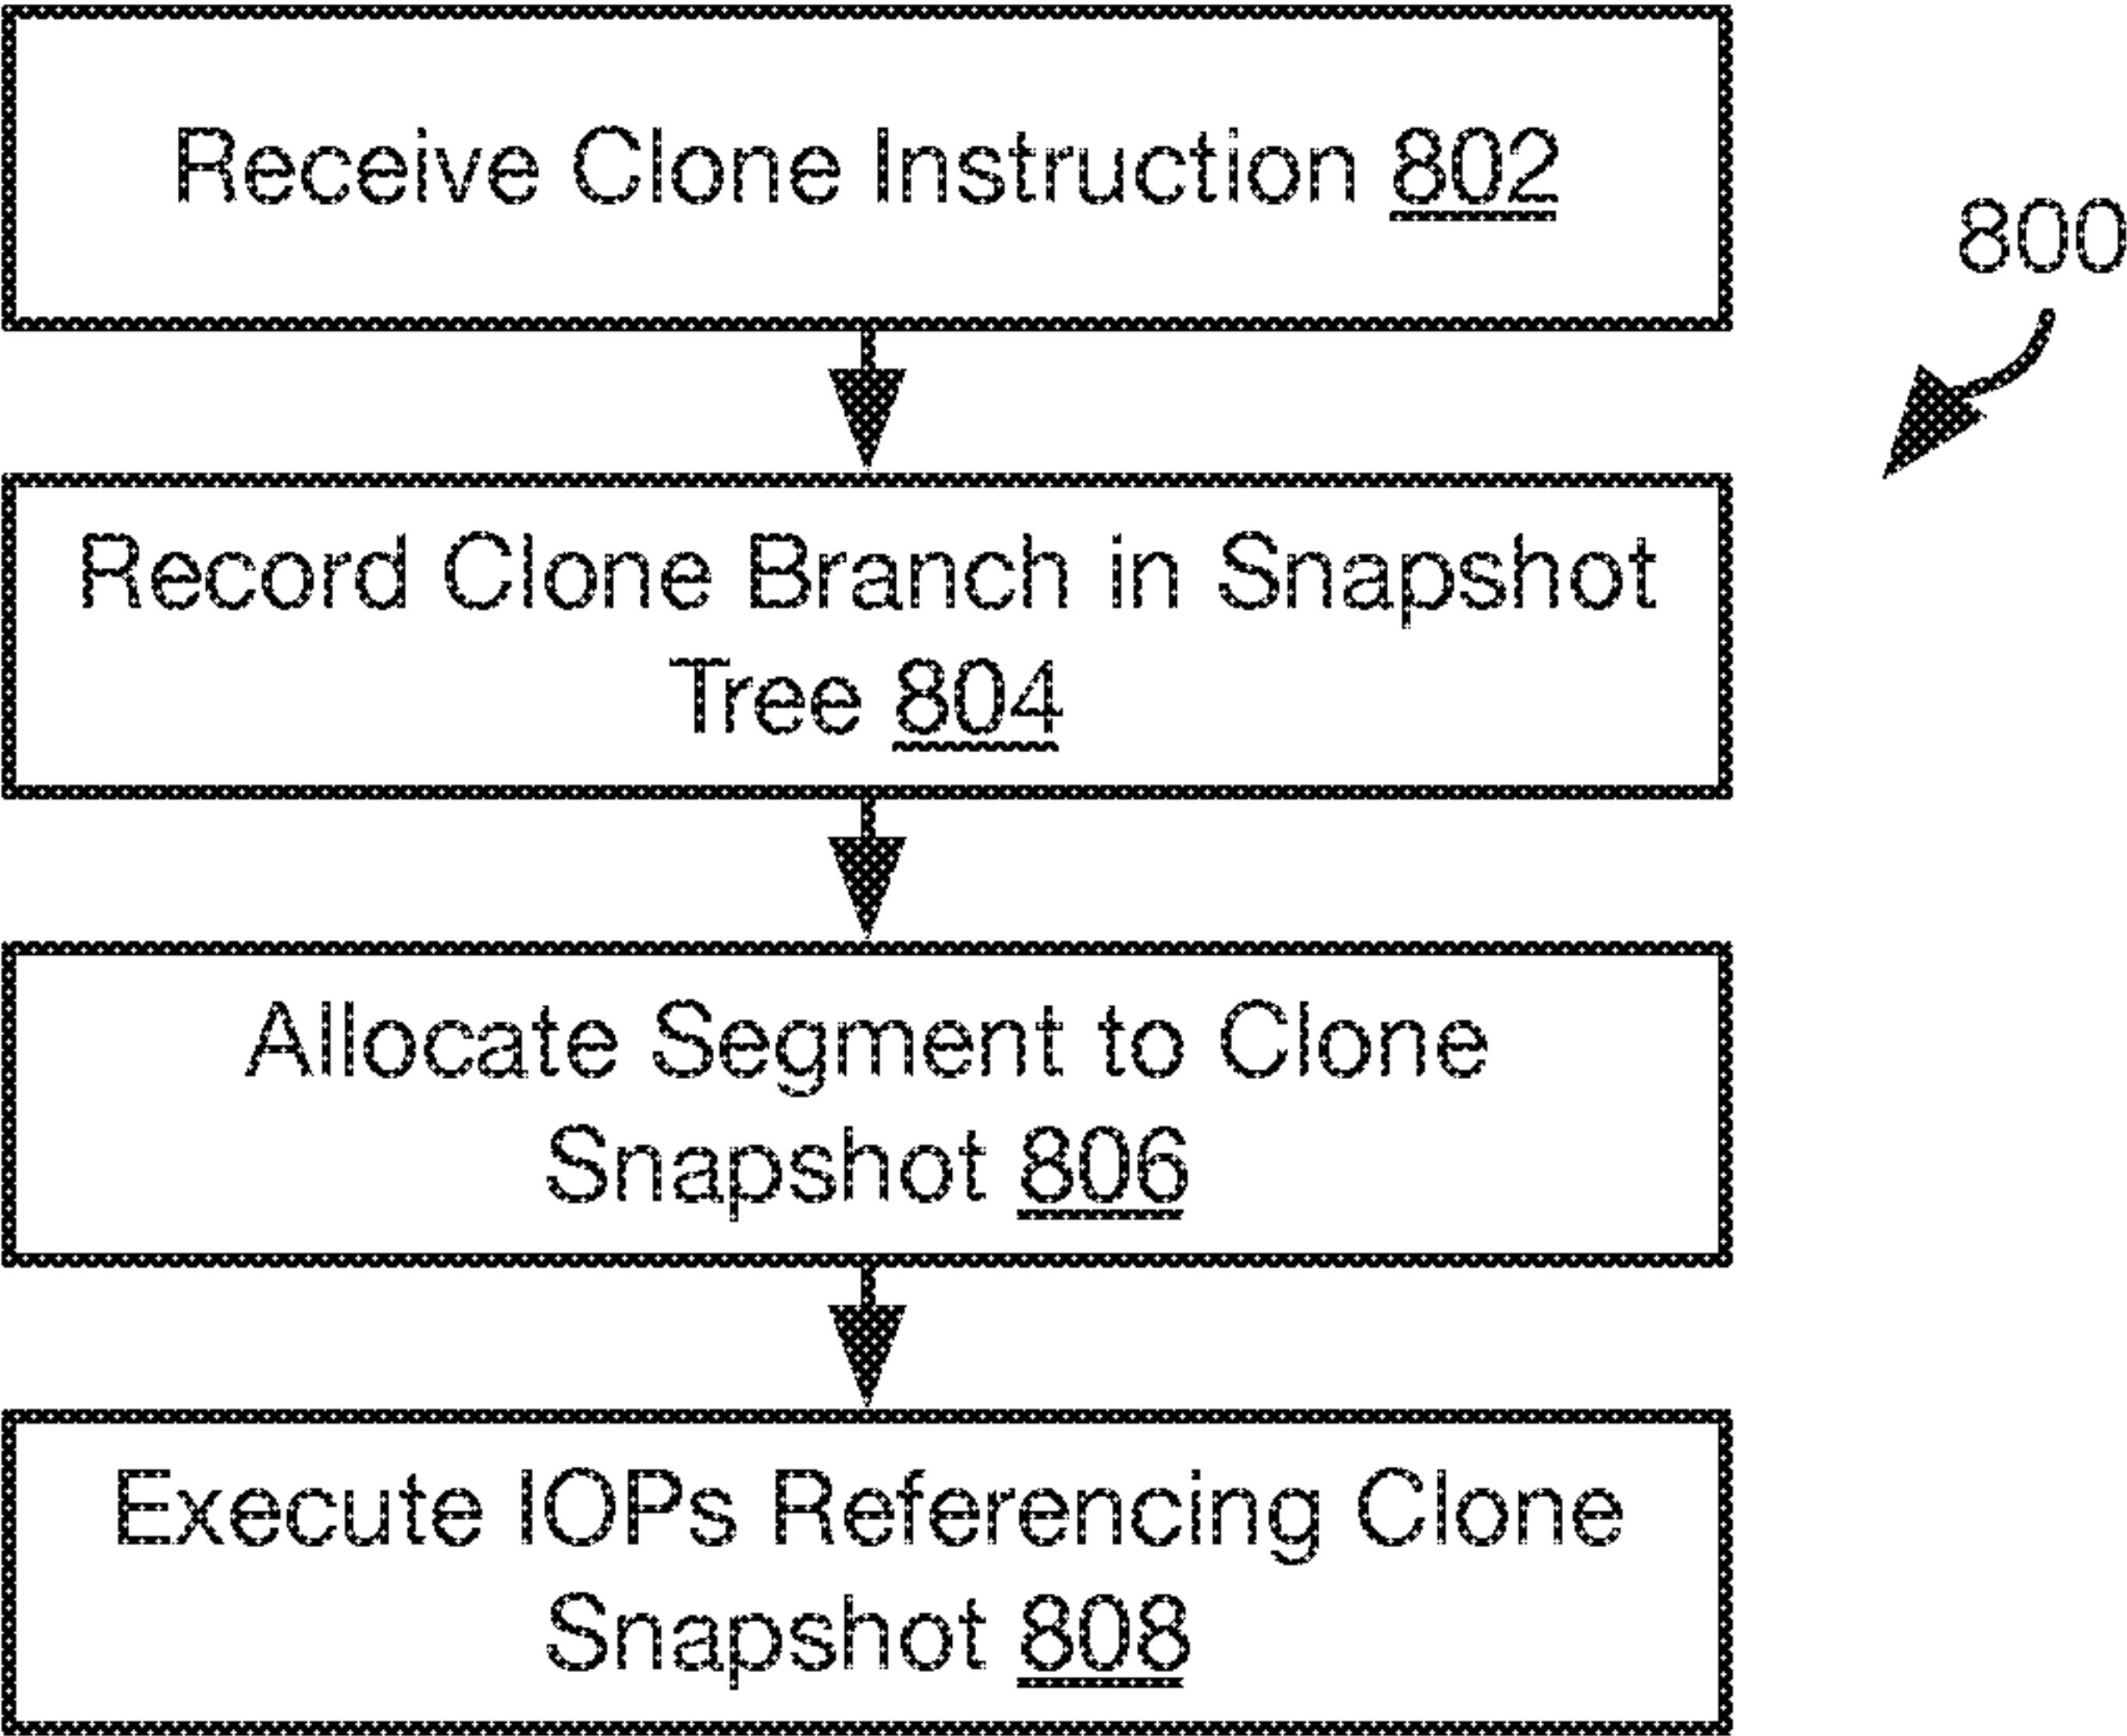 Receive Clone Instruction 802
800
Record Clone Branch in Snapshot
Tree 804
Allocate Segment to Clone
Snapshot 806
Execute IOPs Referencing Clone
Snapshot 808